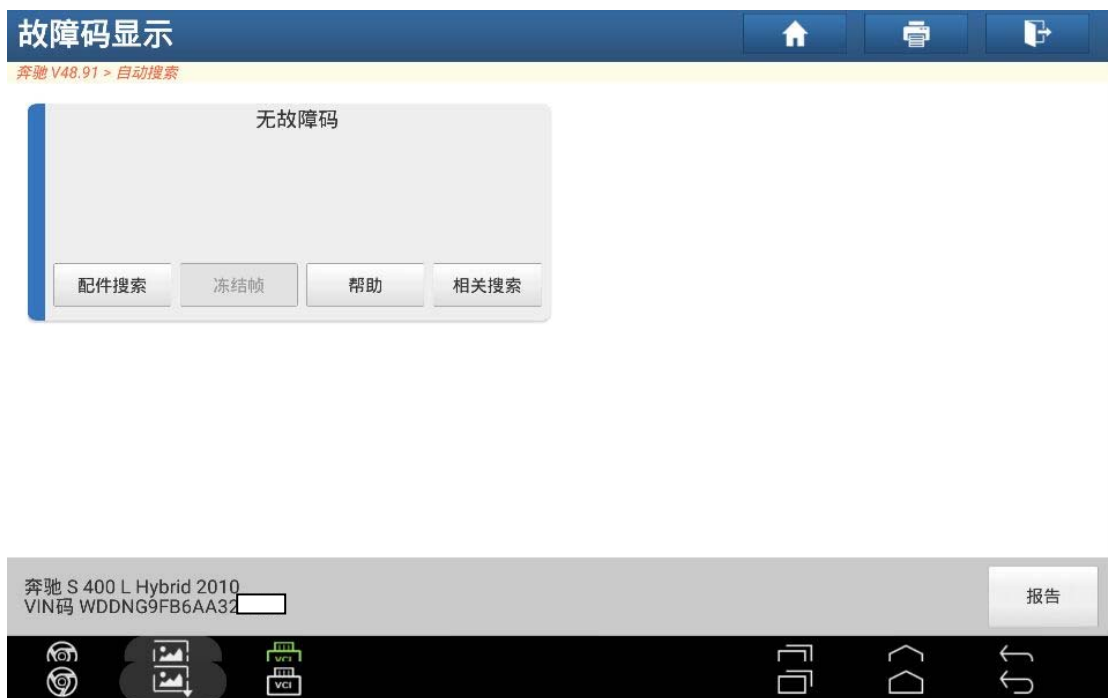 故障码显示
奔驰 V48.91 > 自动搜索
无故障码
配件搜索 冻结帧 帮助 相关搜索
奔驰 S 400 L Hybrid 2010
VIN码 WDDNG9FB6AA32
报告
VCI
VCI